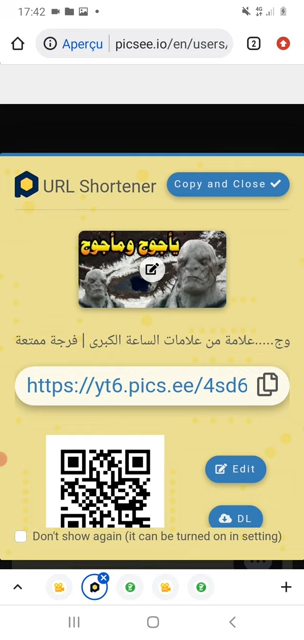 17:42
4G
Aperçu
picsee.io/en/users,
2
URL Shortener
Copy and Close
يأجوج ومأجوج
وج.....علامة من علامات الساعة الكبرى | فرجة ممتعة
https://yt6.pics.ee/4sd6
Edit
DL
Don't show again (it can be turned on in setting)